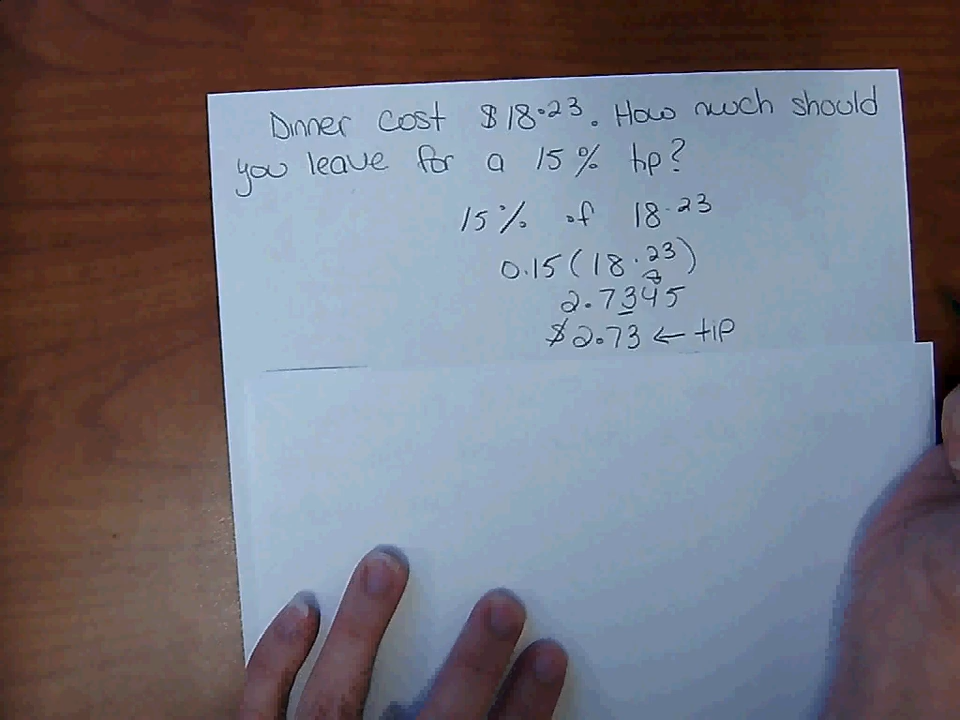 Dinner cost $18.23. How much should
you leave for a 15% tip?
15% of 18.23
0.15(18.23)
2.7345
$2.73 ← tip